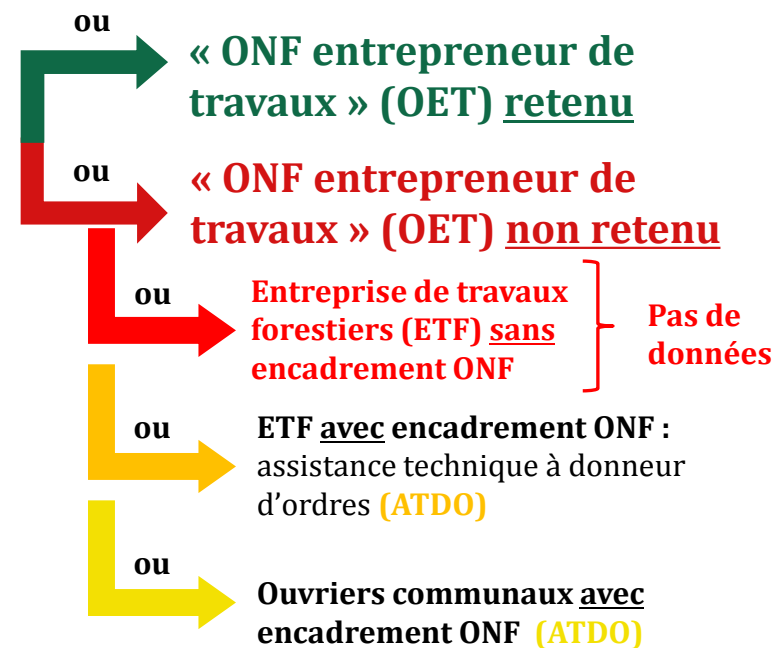 ou
« ONF entrepreneur de
travaux » (OET) retenu
ou
« ONF entrepreneur de
travaux » (OET) non retenu
ou
Entreprise de travaux
forestiers (ETF) sans
encadrement ONF
Pas de
données
ou
ETF avec encadrement ONF :
assistance technique à donneur
d'ordres (ATDO)
ou
Ouvriers communaux avec
encadrement ONF (ATDO)